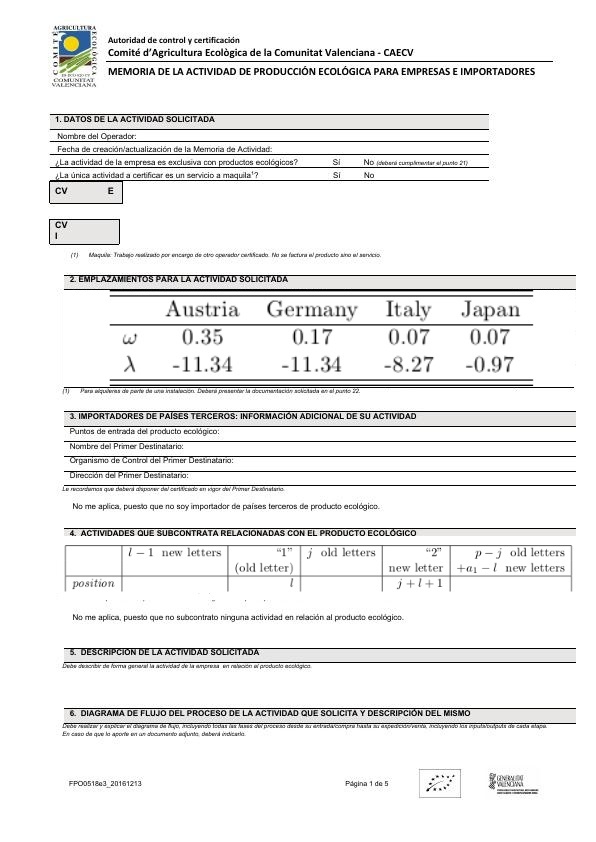 AGRICULTURA
COMITÉ
ECOLÓGICA
COMUNITAT
VALENCIANA
Autoridad de control y certificación
Comité d’Agricultura Ecològica de la Comunitat Valenciana - CAECV
MEMORIA DE LA ACTIVIDAD DE PRODUCCIÓN ECOLÓGICA PARA EMPRESAS E IMPORTADORES
1. DATOS DE LA ACTIVIDAD SOLICITADA
Nombre del Operador:
Fecha de creación/actualización de la Memoria de Actividad:
¿La actividad de la empresa es exclusiva con productos ecológicos? Sí No (deberá cumplimentar el punto 21)
¿La única actividad a certificar es un servicio a maquila¹? Sí No
CV E
CV
I
(1) Maquila: Trabajo realizado por encargo de otro operador certificado. No se factura el producto sino el servicio.
2. EMPLAZAMIENTOS PARA LA ACTIVIDAD SOLICITADA
Austria Germany Italy Japan
ω 0.35 0.17 0.07 0.07
λ -11.34 -11.34 -8.27 -0.97
(1) Para alquileres de parte de una instalación. Deberá presentar la documentación solicitada en el punto 22.
3. IMPORTADORES DE PAÍSES TERCEROS: INFORMACIÓN ADICIONAL DE SU ACTIVIDAD
Puntos de entrada del producto ecológico:
Nombre del Primer Destinatario:
Organismo de Control del Primer Destinatario:
Dirección del Primer Destinatario:
Le recordamos que deberá disponer del certificado en vigor del Primer Destinatario.
No me aplica, puesto que no soy importador de países terceros de producto ecológico.
4. ACTIVIDADES QUE SUBCONTRATA RELACIONADAS CON EL PRODUCTO ECOLÓGICO
l − 1 new letters “1” j old letters “2” p − j old letters
(old letter) new letter +a₁ − l new letters
position l j + l + 1
No me aplica, puesto que no subcontrato ninguna actividad en relación al producto ecológico.
5. DESCRIPCIÓN DE LA ACTIVIDAD SOLICITADA
Debe describir de forma general la actividad de la empresa en relación al producto ecológico.
6. DIAGRAMA DE FLUJO DEL PROCESO DE LA ACTIVIDAD QUE SOLICITA Y DESCRIPCIÓN DEL MISMO
Debe realizar y explicar el diagrama de flujo, incluyendo todas las fases del proceso desde su entrada/compra hasta su expedición/venta, incluyendo los inputs/outputs de cada etapa.
En caso de que lo aporte en un documento adjunto, deberá indicarlo.
FPO0518e3_20161213 Página 1 de 5
GENERALITAT
VALENCIANA